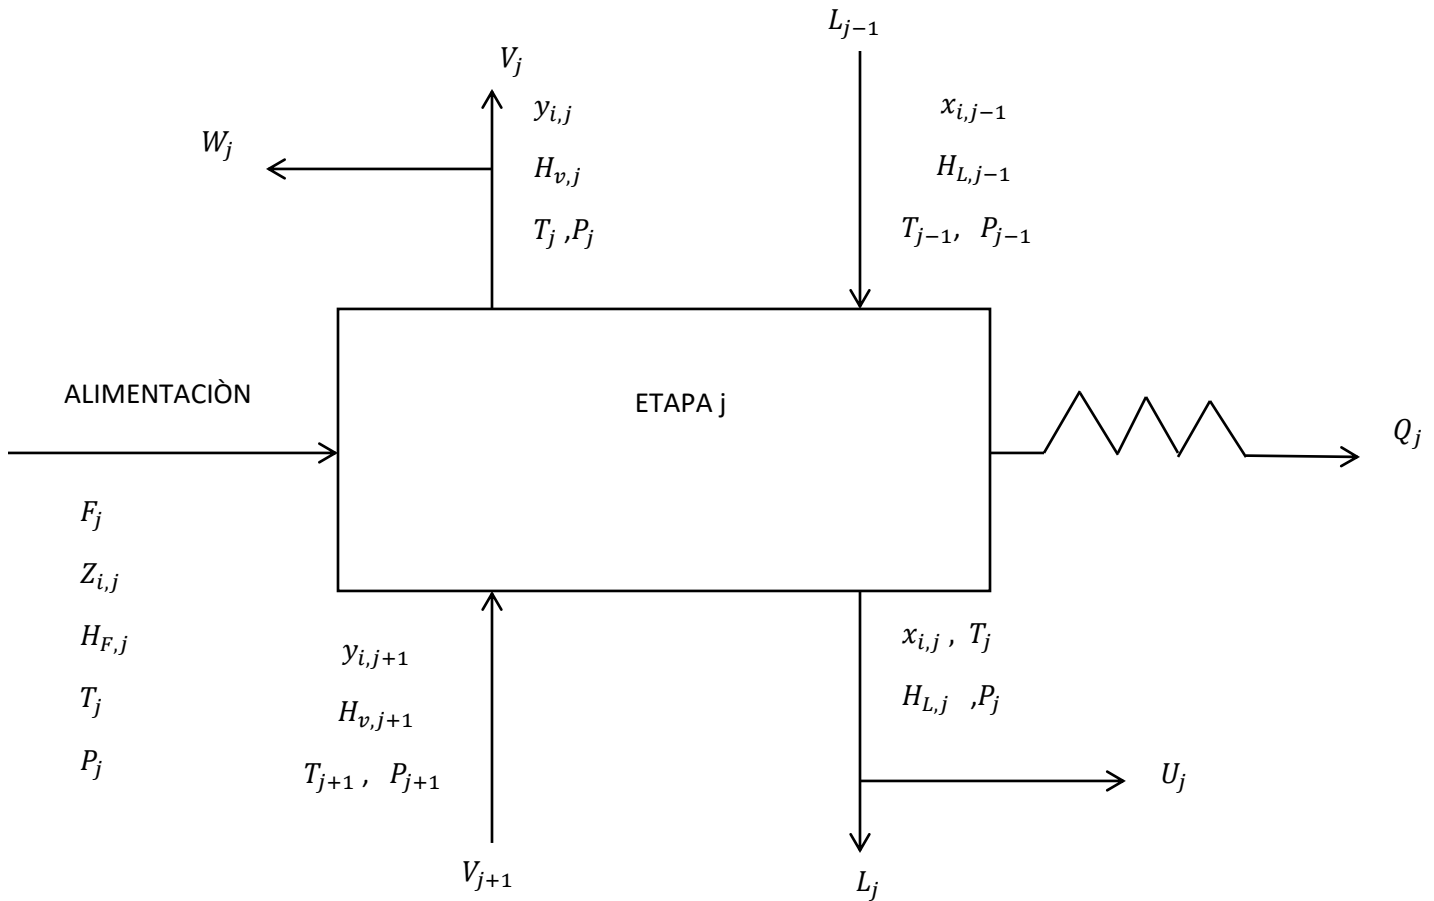 L_{j−1}
V_j
y_{i,j}
x_{i,j−1}
W_j
H_{v,j}
H_{L,j−1}
T_j ,P_j
T_{j−1}, P_{j−1}
ALIMENTACIÒN
ETAPA j
Q_j
F_j
Z_{i,j}
H_{F,j}
T_j
P_j
y_{i,j+1}
H_{v,j+1}
T_{j+1} , P_{j+1}
x_{i,j} , T_j
H_{L,j} ,P_j
U_j
V_{j+1}
L_j